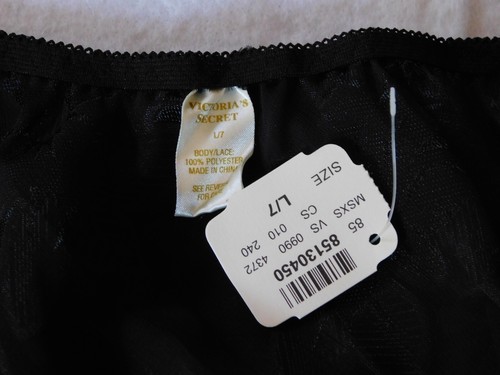 VICTORIA'S
SECRET
L/7
BODY/LACE:
100% POLYESTER
MADE IN CHINA
SEE REVERSE
FOR
SIZE
L/7
85130450
85 VS 0990 4372
MSXS CS 010 240